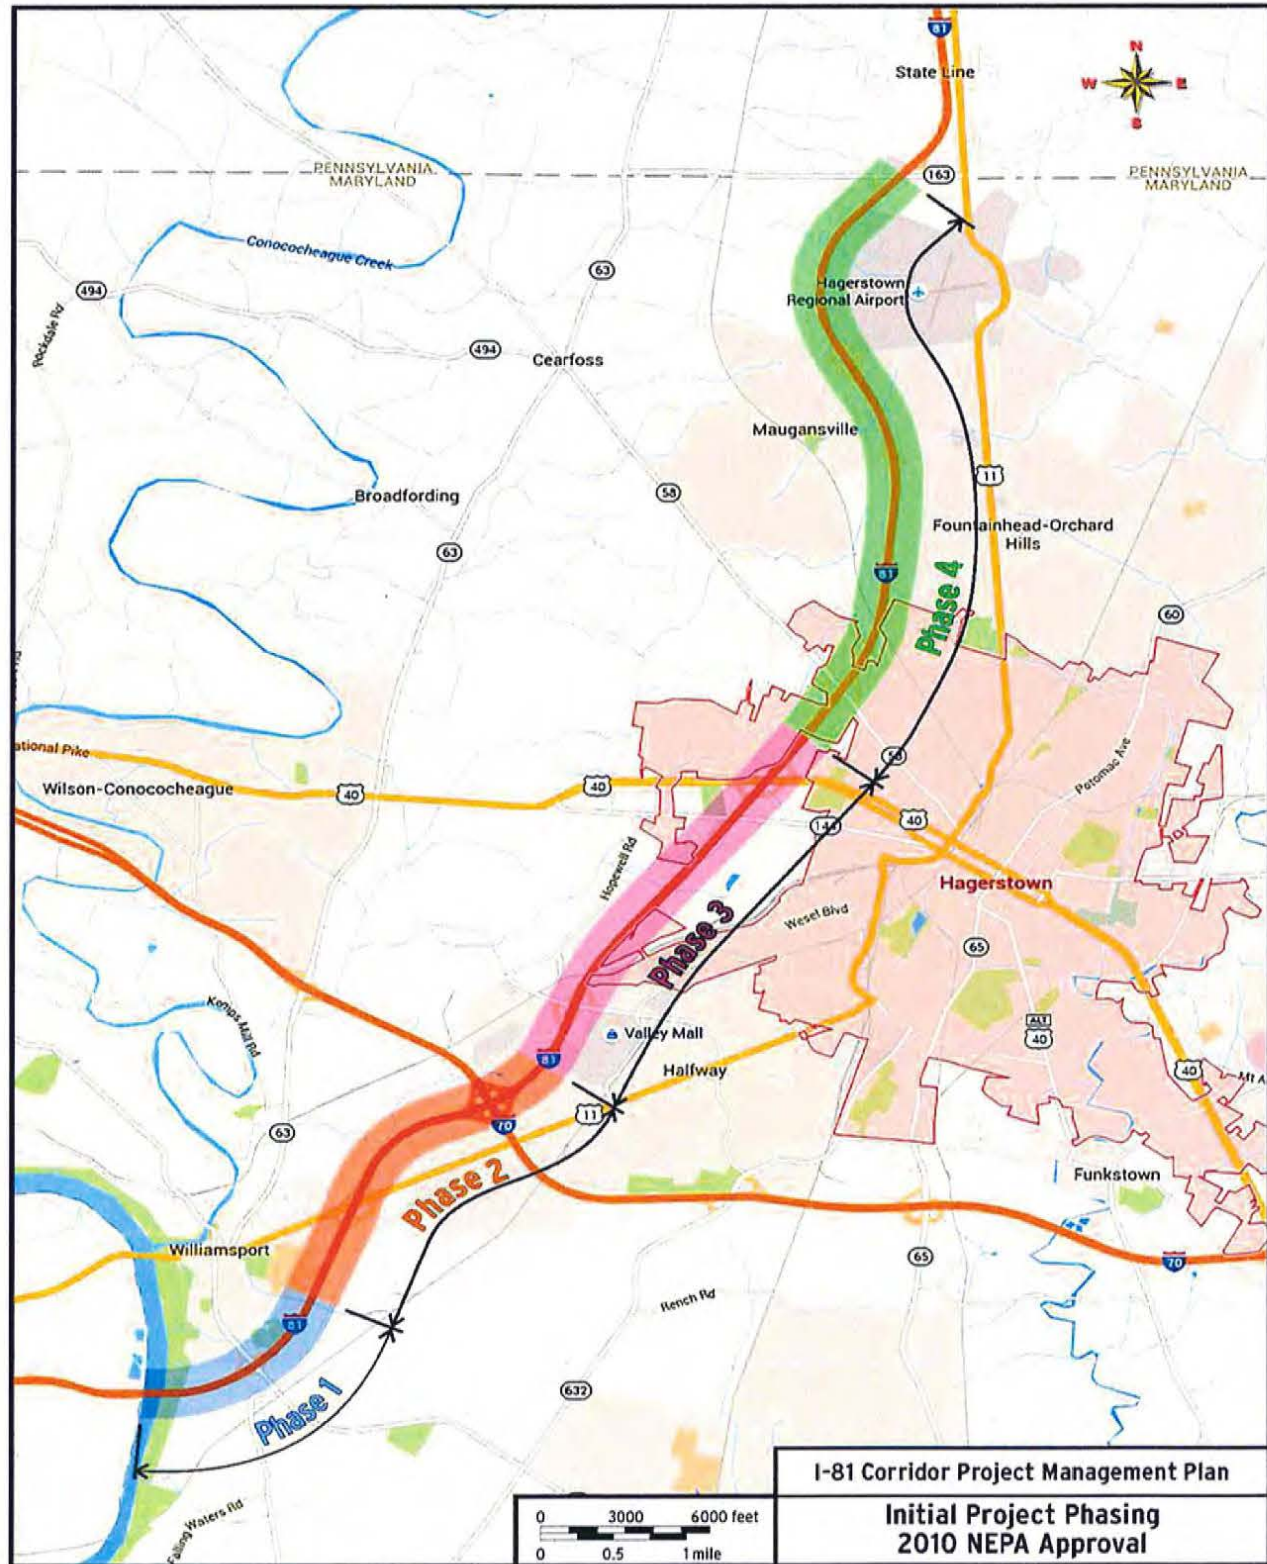 81
State Line
N
W
E
S
PENNSYLVANIA
MARYLAND
163
PENNSYLVANIA
MARYLAND
Conococheague Creek
63
494
Hagerstown
Regional Airport
Rockdale Rd
494
Cearfoss
Maugansville
11
58
Broadfording
Fountainhead-Orchard
Hills
63
81
Phase 4
60
ational Pike
58
Wilson-Conococheague
40
40
Potomac Ave
144
40
Hopewell Rd
Hagerstown
Phase 3
Wesel Blvd
65
Kemps Mill Rd
Valley Mall
ALT
40
81
Halfway
40
Mt A
11
70
63
Phase 2
Funkstown
Williamsport
65
70
Rench Rd
81
632
Phase 1
Falling Waters Rd
I-81 Corridor Project Management Plan
Initial Project Phasing
2010 NEPA Approval
0 3000 6000 feet
0 0.5 1 mile